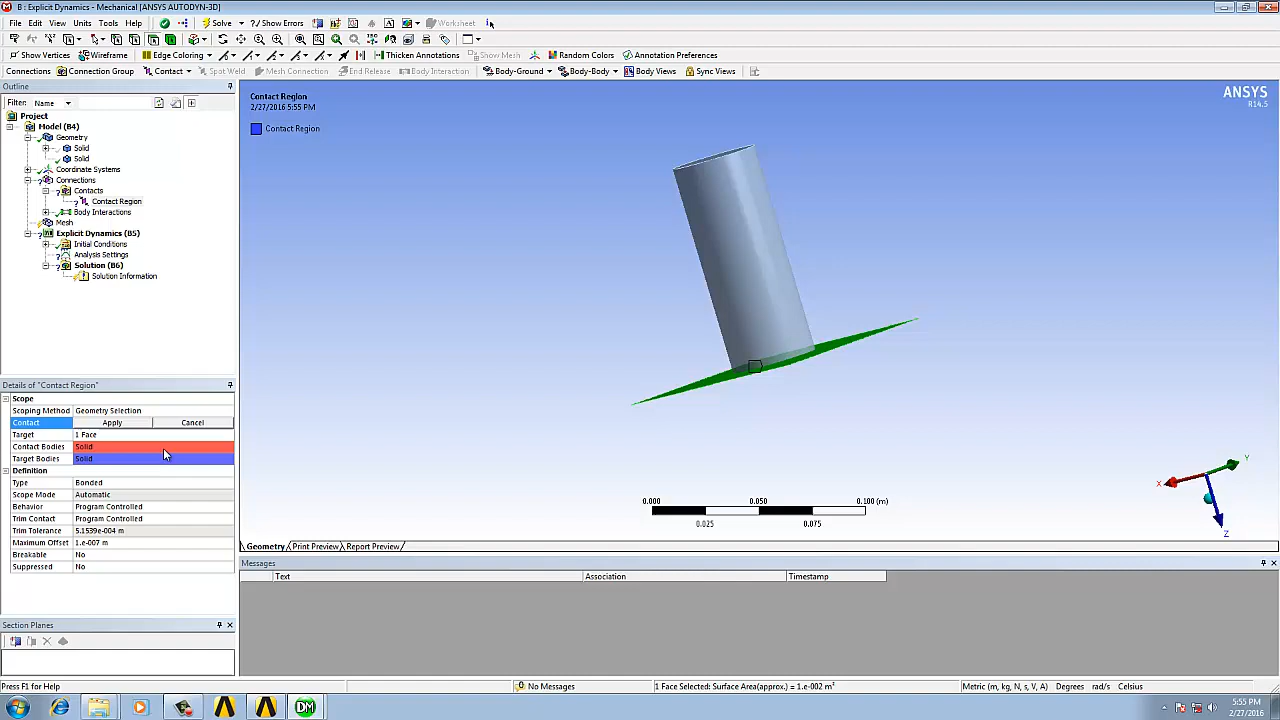 B : Explicit Dynamics - Mechanical [ANSYS AUTODYN-3D]
File Edit View Units Tools Help Solve Show Errors Worksheet
Show Vertices Wireframe Edge Coloring Thicken Annotations Show Mesh Random Colors Annotation Preferences
Connections Connection Group Contact Spot Weld Mesh Connection End Release Body Interaction Body-Ground Body-Body Body Views Sync Views
Outline
Filter: Name
Project
Model (B4)
Geometry
Solid
Solid
Coordinate Systems
Connections
Contacts
Contact Region
Body Interactions
Mesh
Explicit Dynamics (B5)
Initial Conditions
Analysis Settings
Solution (B6)
Solution Information
Details of "Contact Region"
Scope
Scoping Method Geometry Selection
Contact Apply Cancel
Target 1 Face
Contact Bodies Solid
Target Bodies Solid
Definition
Type Bonded
Scope Mode Automatic
Behavior Program Controlled
Trim Contact Program Controlled
Trim Tolerance 5.1539e-004 m
Maximum Offset 1.e-007 m
Breakable No
Suppressed No
Section Planes
Contact Region
2/27/2016 5:55 PM
Contact Region
ANSYS
R14.5
Y
X
Z
0.000 0.050 0.100 (m)
0.025 0.075
Geometry Print Preview Report Preview
Messages
Text Association Timestamp
Press F1 for Help No Messages 1 Face Selected: Surface Area(approx.) = 1.e-002 m² Metric (m, kg, N, s, V, A) Degrees rad/s Celsius
DM
5:55 PM
2/27/2016